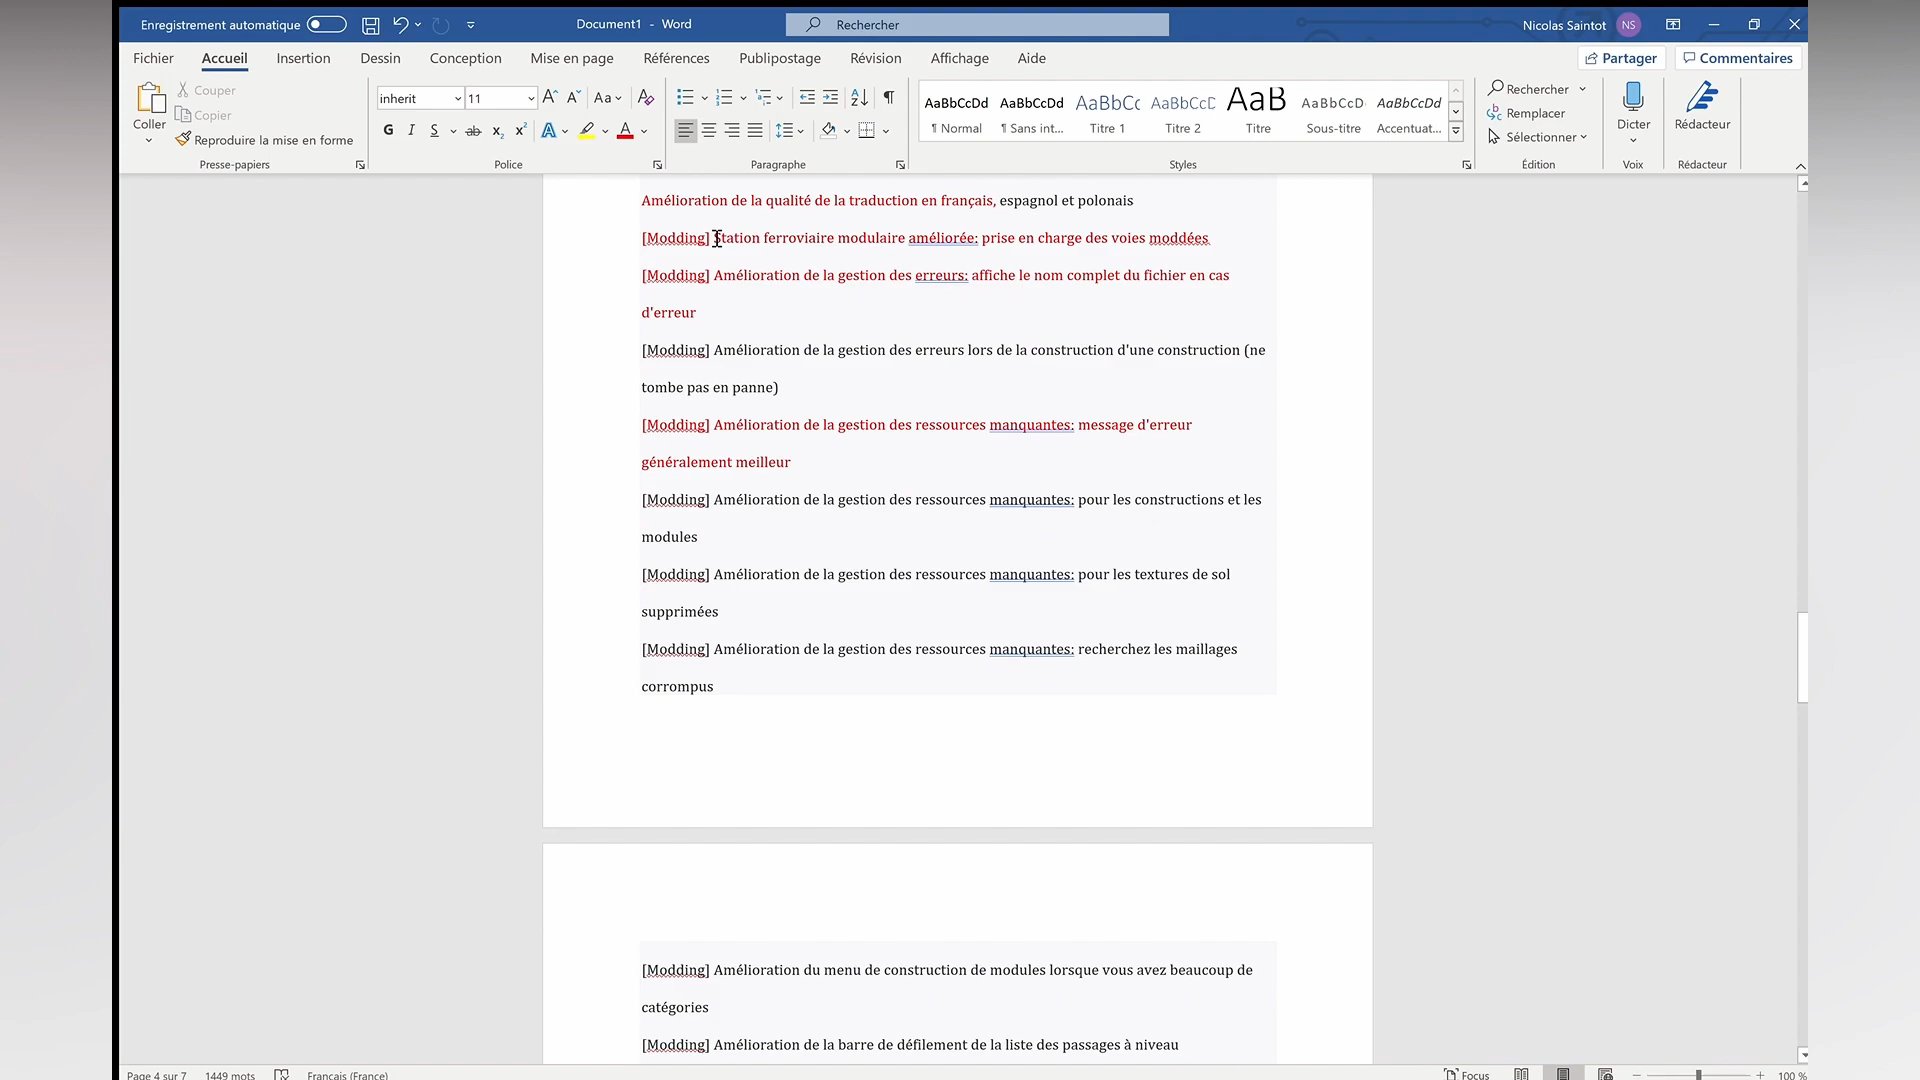 Enregistrement automatique
Document1 - Word
Rechercher
Nicolas Saintot NS
Fichier Accueil Insertion Dessin Conception Mise en page Références Publipostage Révision Affichage Aide
Partager Commentaires
Coller
Couper
Copier
Reproduire la mise en forme
Presse-papiers
inherit 11
Aa
G I S ab x₂ x² A A
Police
Paragraphe
AaBbCcDd AaBbCcDd AaBbCc AaBbCcD AaB AaBbCcD AaBbCcDd
¶ Normal ¶ Sans int... Titre 1 Titre 2 Titre Sous-titre Accentuat...
Styles
Rechercher
Remplacer
Sélectionner
Édition
Dicter
Voix
Rédacteur
Rédacteur
Amélioration de la qualité de la traduction en français, espagnol et polonais
[Modding] Station ferroviaire modulaire améliorée: prise en charge des voies moddées
[Modding] Amélioration de la gestion des erreurs: affiche le nom complet du fichier en cas
d'erreur
[Modding] Amélioration de la gestion des erreurs lors de la construction d'une construction (ne
tombe pas en panne)
[Modding] Amélioration de la gestion des ressources manquantes: message d'erreur
généralement meilleur
[Modding] Amélioration de la gestion des ressources manquantes: pour les constructions et les
modules
[Modding] Amélioration de la gestion des ressources manquantes: pour les textures de sol
supprimées
[Modding] Amélioration de la gestion des ressources manquantes: recherchez les maillages
corrompus
[Modding] Amélioration du menu de construction de modules lorsque vous avez beaucoup de
catégories
[Modding] Amélioration de la barre de défilement de la liste des passages à niveau
Page 4 sur 7 1449 mots Français (France) Focus 100 %